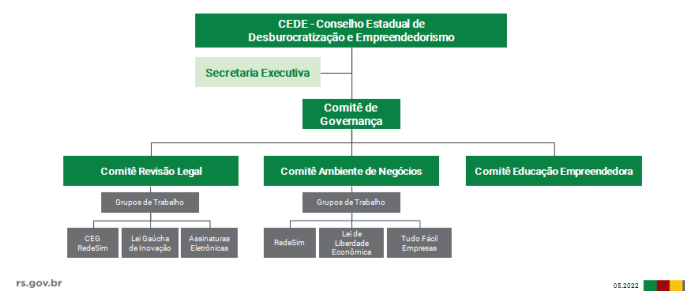 CEDE - Conselho Estadual de
Desburocratização e Empreendedorismo
Secretaria Executiva
Comitê de
Governança
Comitê Revisão Legal
Comitê Ambiente de Negócios
Comitê Educação Empreendedora
Grupos de Trabalho
Grupos de Trabalho
CEG
RedeSim
Lei Gaúcha
de Inovação
Assinaturas
Eletrônicas
RedeSim
Lei de
Liberdade
Econômica
Tudo Fácil
Empresas
rs.gov.br
05.2022